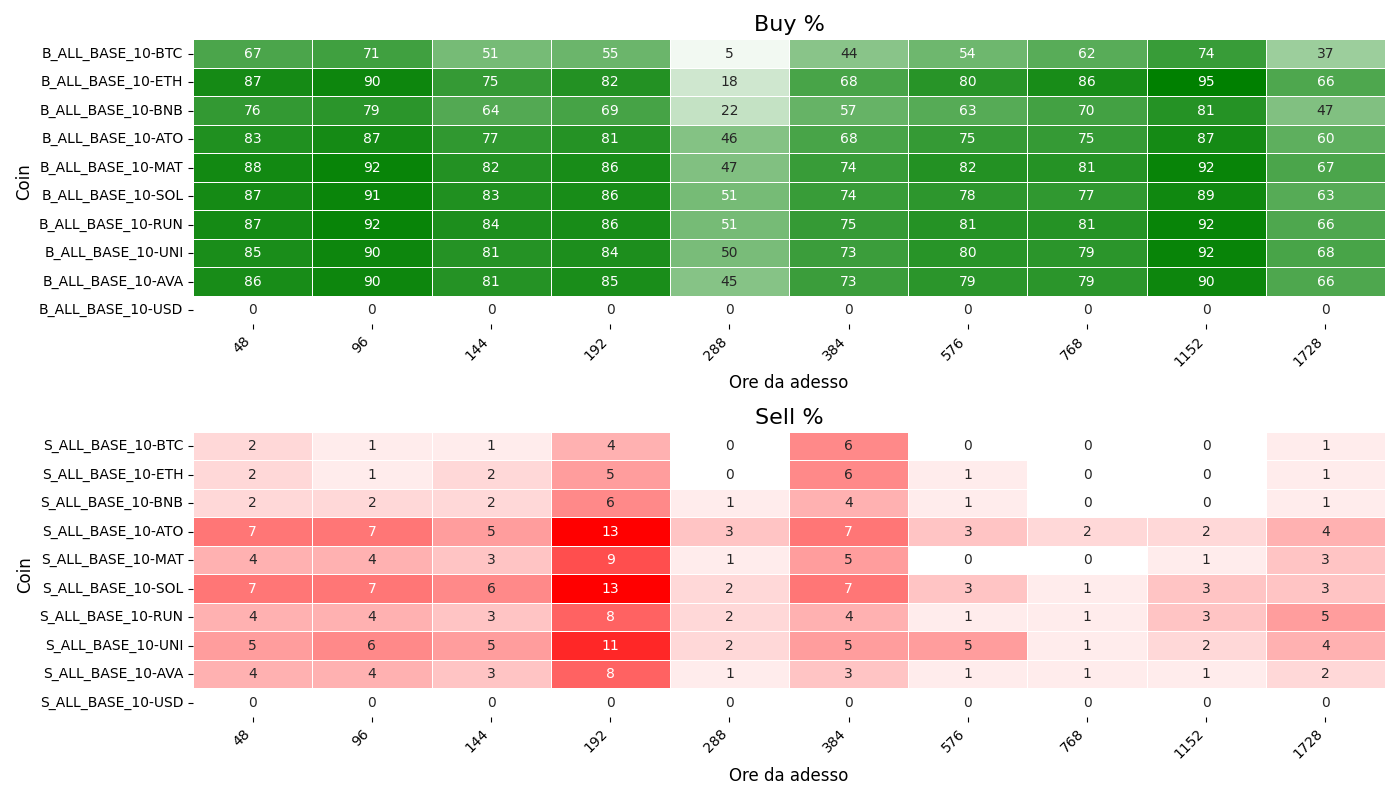 Buy %
Coin
B_ALL_BASE_10-BTC 67 71 51 55 5 44 54 62 74 37
B_ALL_BASE_10-ETH 87 90 75 82 18 68 80 86 95 66
B_ALL_BASE_10-BNB 76 79 64 69 22 57 63 70 81 47
B_ALL_BASE_10-ATO 83 87 77 81 46 68 75 75 87 60
B_ALL_BASE_10-MAT 88 92 82 86 47 74 82 81 92 67
B_ALL_BASE_10-SOL 87 91 83 86 51 74 78 77 89 63
B_ALL_BASE_10-RUN 87 92 84 86 51 75 81 81 92 66
B_ALL_BASE_10-UNI 85 90 81 84 50 73 80 79 92 68
B_ALL_BASE_10-AVA 86 90 81 85 45 73 79 79 90 66
B_ALL_BASE_10-USD 0 0 0 0 0 0 0 0 0 0
48 96 144 192 288 384 576 768 1152 1728
Ore da adesso
Sell %
Coin
S_ALL_BASE_10-BTC 2 1 1 4 0 6 0 0 0 1
S_ALL_BASE_10-ETH 2 1 2 5 0 6 1 0 0 1
S_ALL_BASE_10-BNB 2 2 2 6 1 4 1 0 0 1
S_ALL_BASE_10-ATO 7 7 5 13 3 7 3 2 2 4
S_ALL_BASE_10-MAT 4 4 3 9 1 5 0 0 1 3
S_ALL_BASE_10-SOL 7 7 6 13 2 7 3 1 3 3
S_ALL_BASE_10-RUN 4 4 3 8 2 4 1 1 3 5
S_ALL_BASE_10-UNI 5 6 5 11 2 5 5 1 2 4
S_ALL_BASE_10-AVA 4 4 3 8 1 3 1 1 1 2
S_ALL_BASE_10-USD 0 0 0 0 0 0 0 0 0 0
48 96 144 192 288 384 576 768 1152 1728
Ore da adesso